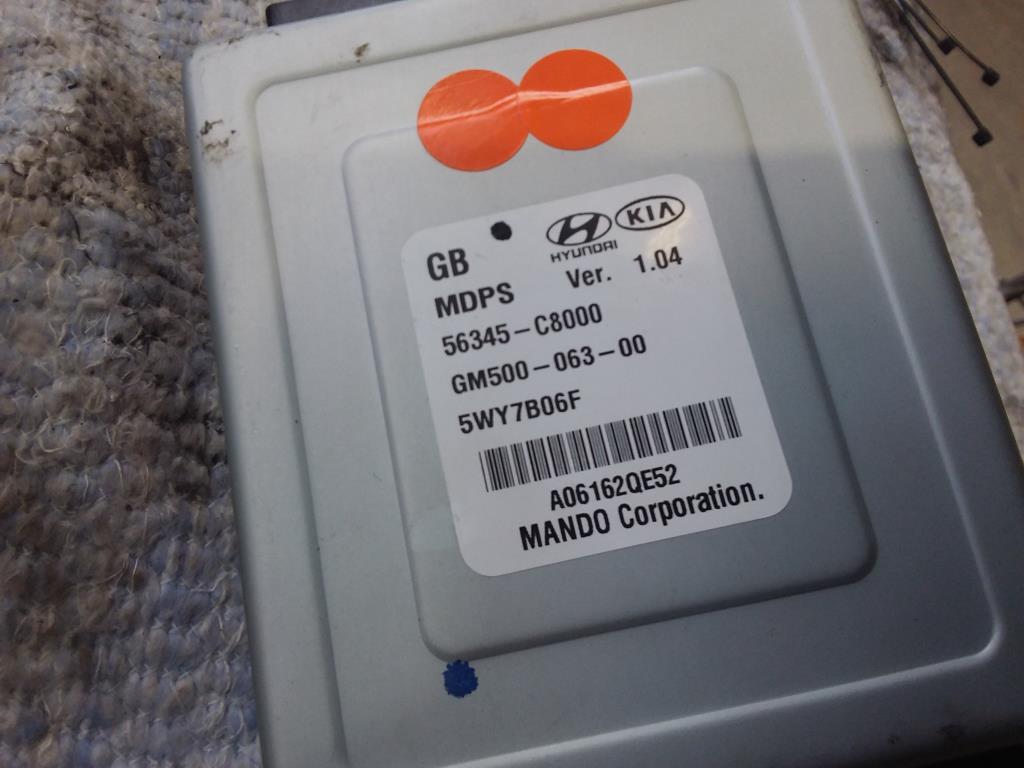 GB
HYUNDAI KIA
MDPS Ver. 1.04
56345-C8000
GM500-063-00
5WY7B06F
A06162QE52
MANDO Corporation.